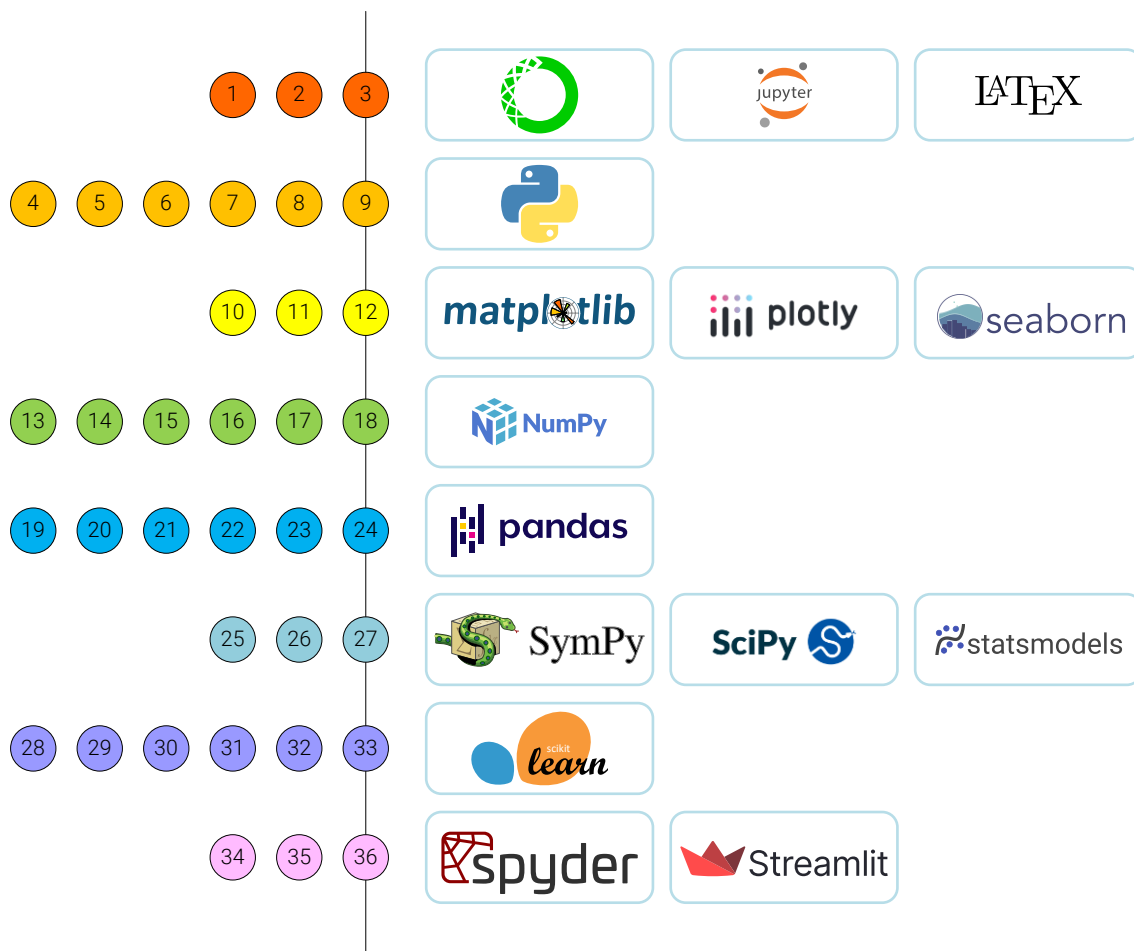 1 2 3 jupyter LATEX
4 5 6 7 8 9
10 11 12 matplotlib plotly seaborn
13 14 15 16 17 18 NumPy
19 20 21 22 23 24 pandas
25 26 27 SymPy SciPy statsmodels
28 29 30 31 32 33 scikit
learn
34 35 36 spyder Streamlit